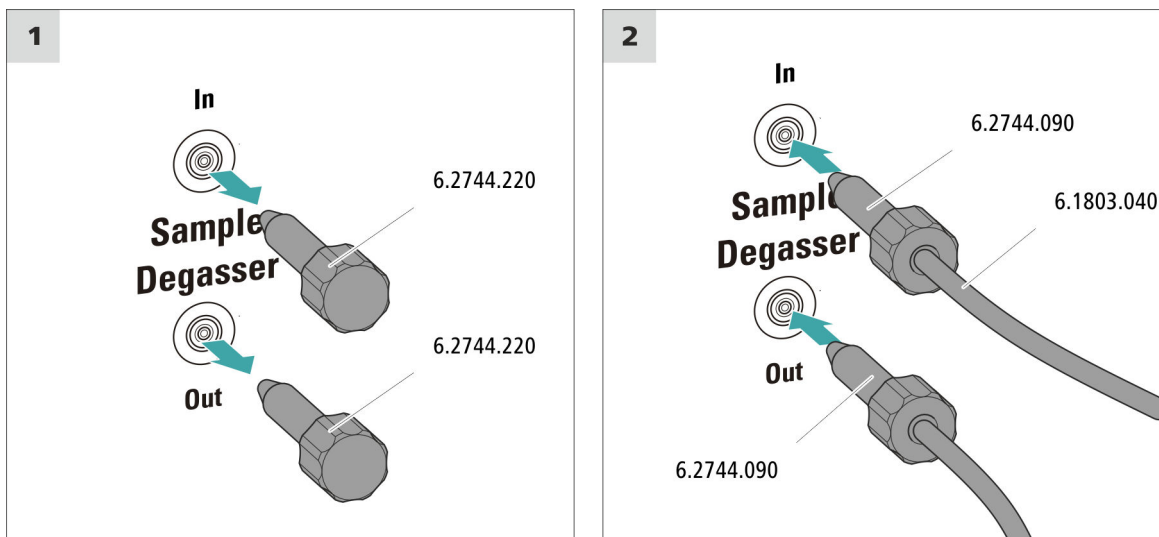 1
In
6.2744.220
Sample
Degasser
6.2744.220
Out
2
In
6.2744.090
6.1803.040
Sample
Degasser
Out
6.2744.090